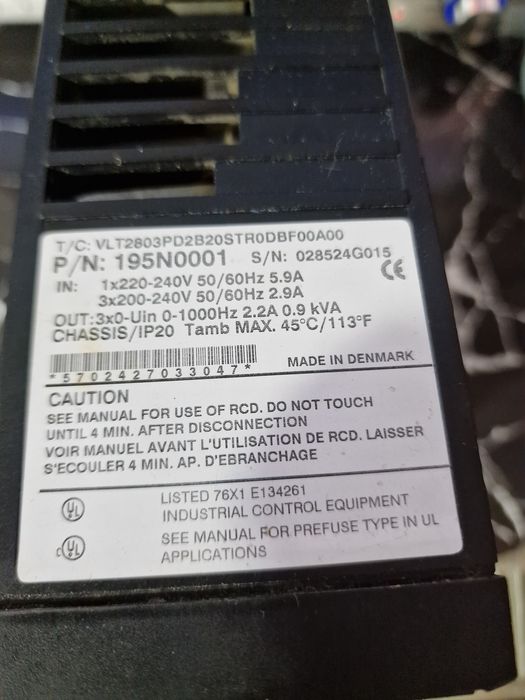 T/C: VLT2803PD2B20STR0DBF00A00
P/N: 195N0001 S/N: 028524G015
IN: 1x220-240V 50/60Hz 5.9A
3x200-240V 50/60Hz 2.9A
OUT:3x0-Uin 0-1000Hz 2.2A 0.9 kVA
CHASSIS/IP20 Tamb MAX. 45°C/113°F
CE
*5702427033047*
MADE IN DENMARK
CAUTION
SEE MANUAL FOR USE OF RCD. DO NOT TOUCH
UNTIL 4 MIN. AFTER DISCONNECTION
VOIR MANUEL AVANT L'UTILISATION DE RCD. LAISSER
S'ECOULER 4 MIN. AP. D'EBRANCHAGE
UL LISTED 76X1 E134261
INDUSTRIAL CONTROL EQUIPMENT
c UL SEE MANUAL FOR PREFUSE TYPE IN UL
APPLICATIONS